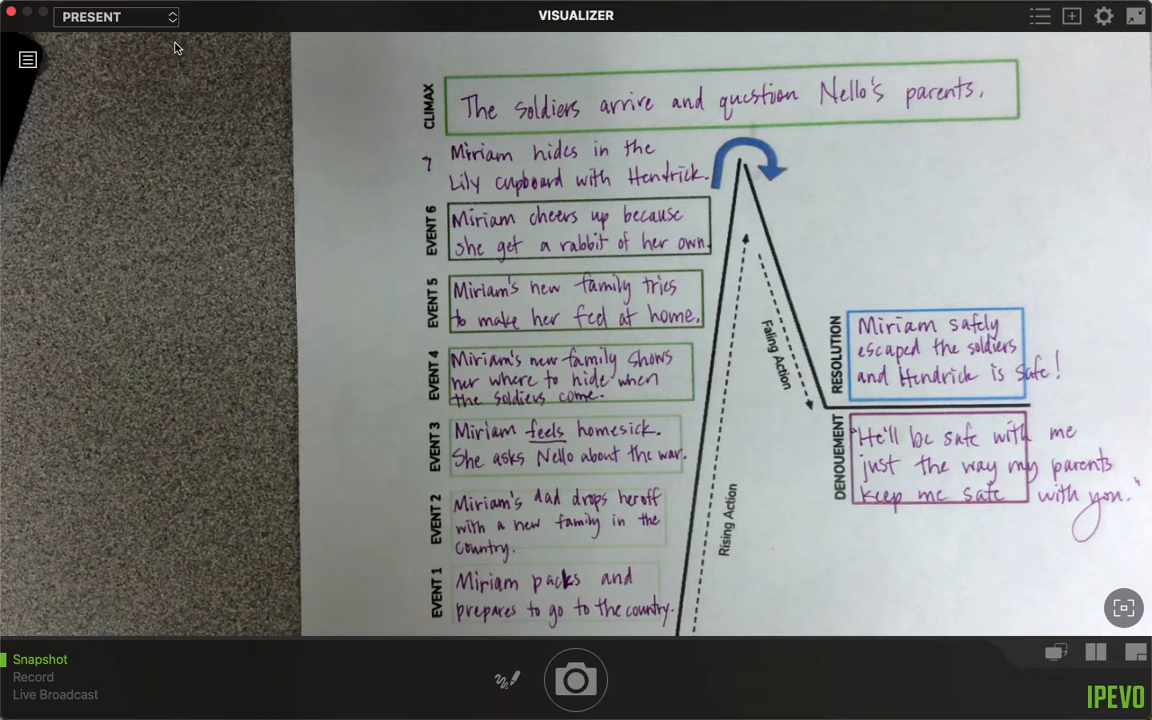 PRESENT
VISUALIZER
CLIMAX
The soldiers arrive and question Nello's parents.
7
Miriam hides in the
Lily cupboard with Hendrick.
EVENT 6
Miriam cheers up because
she get a rabbit of her own.
EVENT 5
Miriam's new family tries
to make her feel at home.
EVENT 4
Miriam's new family shows
her where to hide when
the soldiers come.
EVENT 3
Miriam feels homesick.
She asks Nello about the war.
EVENT 2
Miriam's dad drops her off
with a new family in the
country.
EVENT 1
Miriam packs and
prepares to go to the country.
Rising Action
Faling Action
RESOLUTION
Miriam safely
escaped the soldiers
and Hendrick is safe!
DENOUEMENT
"He'll be safe with me
just the way my parents
keep me safe with you."
Snapshot
Record
Live Broadcast
IPEVO